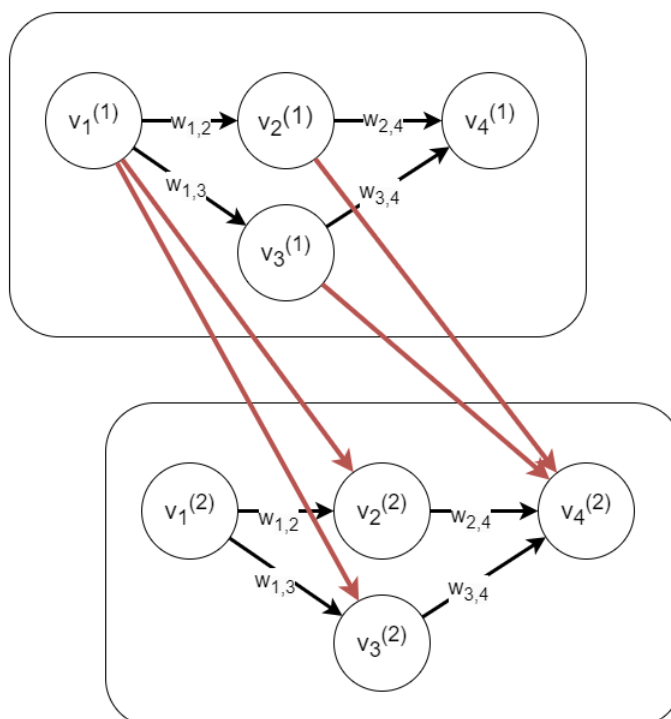 v₁⁽¹⁾ w₁,₂ v₂⁽¹⁾ w₂,₄ v₄⁽¹⁾
w₁,₃ w₃,₄
v₃⁽¹⁾
v₁⁽²⁾ w₁,₂ v₂⁽²⁾ w₂,₄ v₄⁽²⁾
w₁,₃ w₃,₄
v₃⁽²⁾